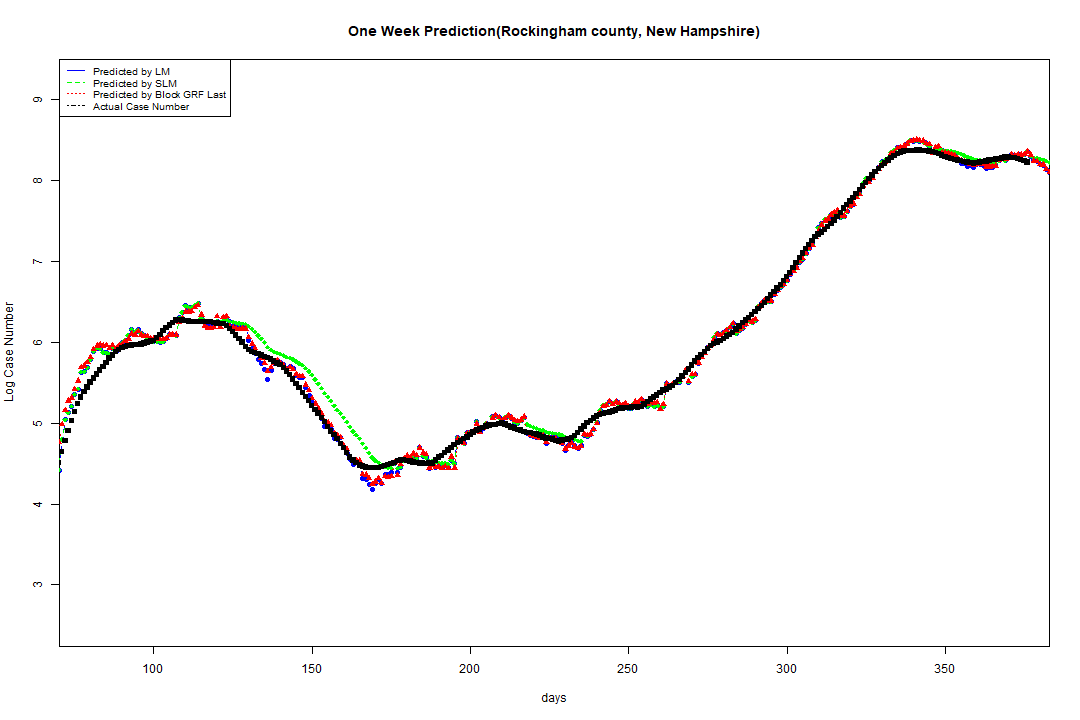 One Week Prediction(Rockingham county, New Hampshire)
Predicted by LM
Predicted by SLM
Predicted by Block GRF Last
Actual Case Number
9
8
7
6
5
4
3
Log Case Number
100 150 200 250 300 350
days